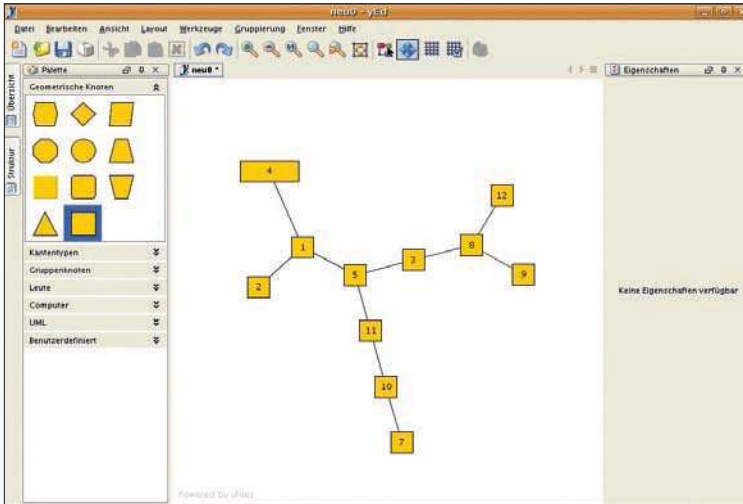 neu0 - yEd
Datei Bearbeiten Ansicht Layout Werkzeuge Gruppierung Fenster Hilfe
Übersicht
Struktur
Palette
neu0 *
Eigenschaften
Geometrische Knoten
Kantentypen
Gruppenknoten
Leute
Computer
UML
Benutzerdefiniert
4
12
1
8
3
5
9
2
11
10
7
Keine Eigenschaften verfügbar
Powered by yFiles